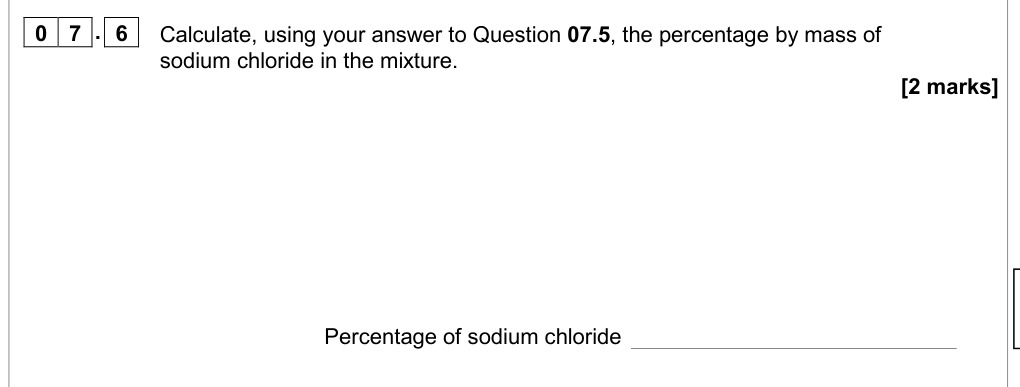 0 7 . 6 Calculate, using your answer to Question 07.5, the percentage by mass of
sodium chloride in the mixture.
[2 marks]
Percentage of sodium chloride